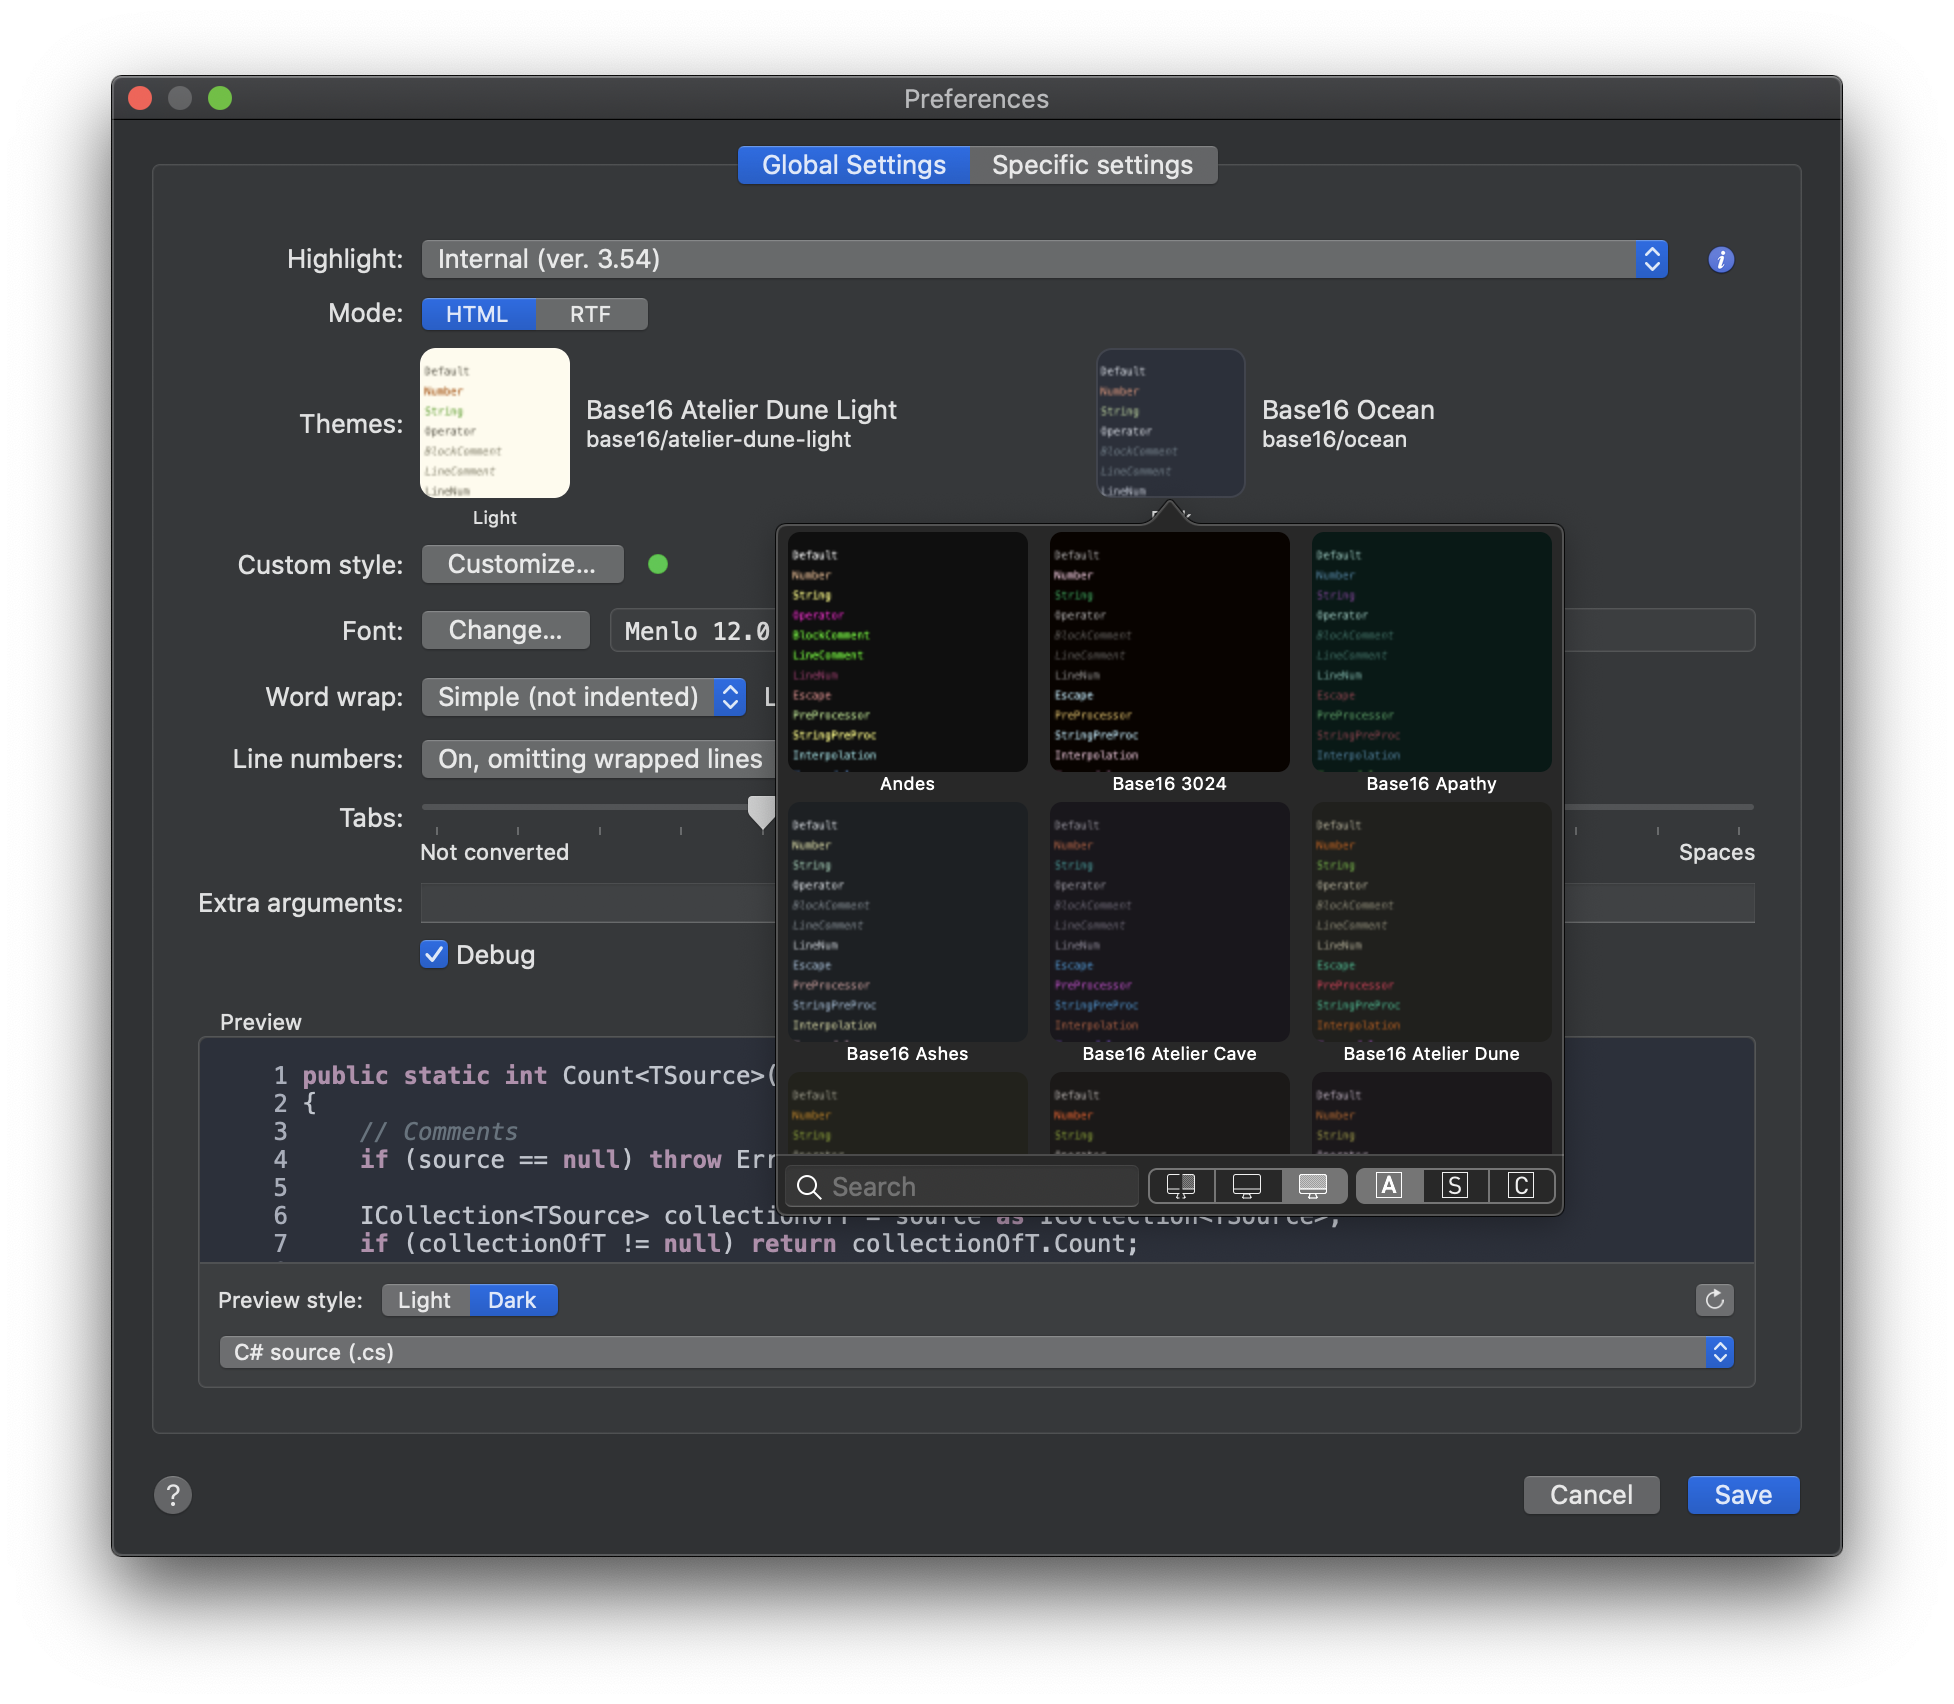 Preferences
Global Settings
Specific settings
Highlight:
Internal (ver. 3.54)
Mode:
HTML
RTF
Themes:
Default
Number
String
Operator
BlockComment
LineComment
LineNum
Light
Base16 Atelier Dune Light
base16/atelier-dune-light
Default
Number
String
Operator
BlockComment
LineComment
LineNum
Base16 Ocean
base16/ocean
Custom style:
Customize...
Font:
Change...
Menlo 12.0
Word wrap:
Simple (not indented)
Line numbers:
On, omitting wrapped lines
Tabs:
Not converted
Spaces
Extra arguments:
Debug
Default
Number
String
Operator
BlockComment
LineComment
LineNum
Escape
PreProcessor
StringPreProc
Interpolation
Andes
Default
Number
String
Operator
BlockComment
LineComment
LineNum
Escape
PreProcessor
StringPreProc
Interpolation
Base16 3024
Default
Number
String
Operator
BlockComment
LineComment
LineNum
Escape
PreProcessor
StringPreProc
Interpolation
Base16 Apathy
Default
Number
String
Operator
BlockComment
LineComment
LineNum
Escape
PreProcessor
StringPreProc
Interpolation
Base16 Ashes
Default
Number
String
Operator
BlockComment
LineComment
LineNum
Escape
PreProcessor
StringPreProc
Interpolation
Base16 Atelier Cave
Default
Number
String
Operator
BlockComment
LineComment
LineNum
Escape
PreProcessor
StringPreProc
Interpolation
Base16 Atelier Dune
Default
Number
String
Default
Number
String
Default
Number
String
Search
A
S
C
Preview
1 public static int Count<TSource>(
2 {
3 // Comments
4 if (source == null) throw Err
5
6 ICollection<TSource> collectionOfT = source as ICollection<TSource>;
7 if (collectionOfT != null) return collectionOfT.Count;
Preview style:
Light
Dark
C# source (.cs)
?
Cancel
Save